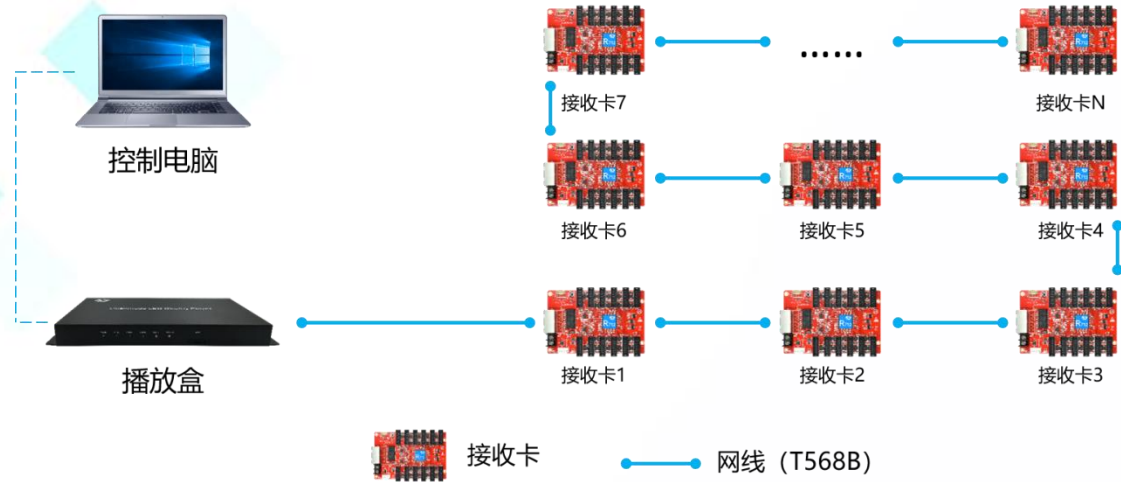 接收卡7
......
接收卡N
控制电脑
接收卡6
接收卡5
接收卡4
播放盒
接收卡1
接收卡2
接收卡3
接收卡
网线（T568B）